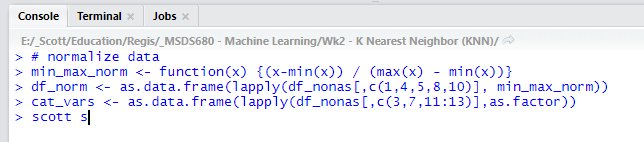 Console Terminal × Jobs ×
E:/_Scott/Education/Regis/_MSDS680 - Machine Learning/Wk2 - K Nearest Neighbor (KNN)/
> # normalize data
> min_max_norm <- function(x) {(x-min(x)) / (max(x) - min(x))}
> df_norm <- as.data.frame(lapply(df_nonas[,c(1,4,5,8,10)], min_max_norm))
> cat_vars <- as.data.frame(lapply(df_nonas[,c(3,7,11:13)],as.factor))
> scott s